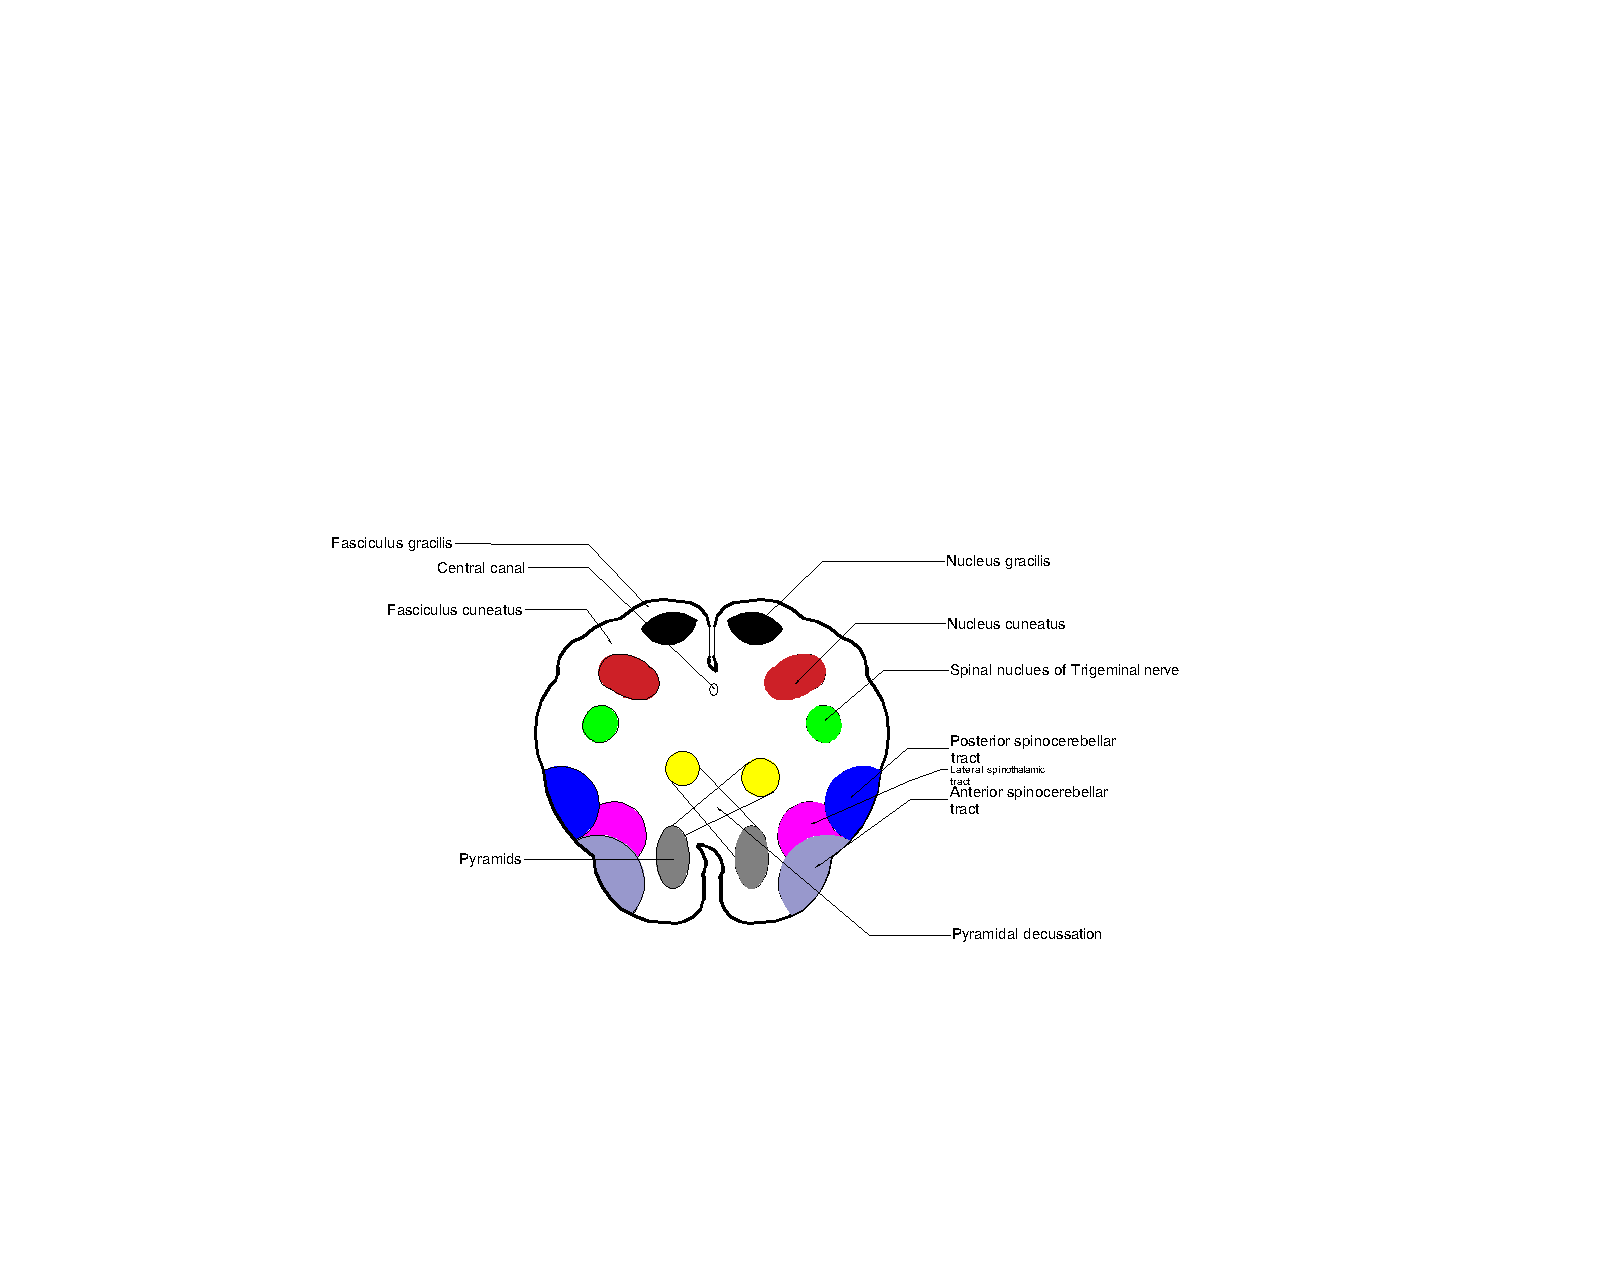 Fasciculus gracilis
Central canal
Fasciculus cuneatus
Pyramids
Nucleus gracilis
Nucleus cuneatus
Spinal nuclues of Trigeminal nerve
Posterior spinocerebellar
tract
Lateral spinothalamic
tract
Anterior spinocerebellar
tract
Pyramidal decussation